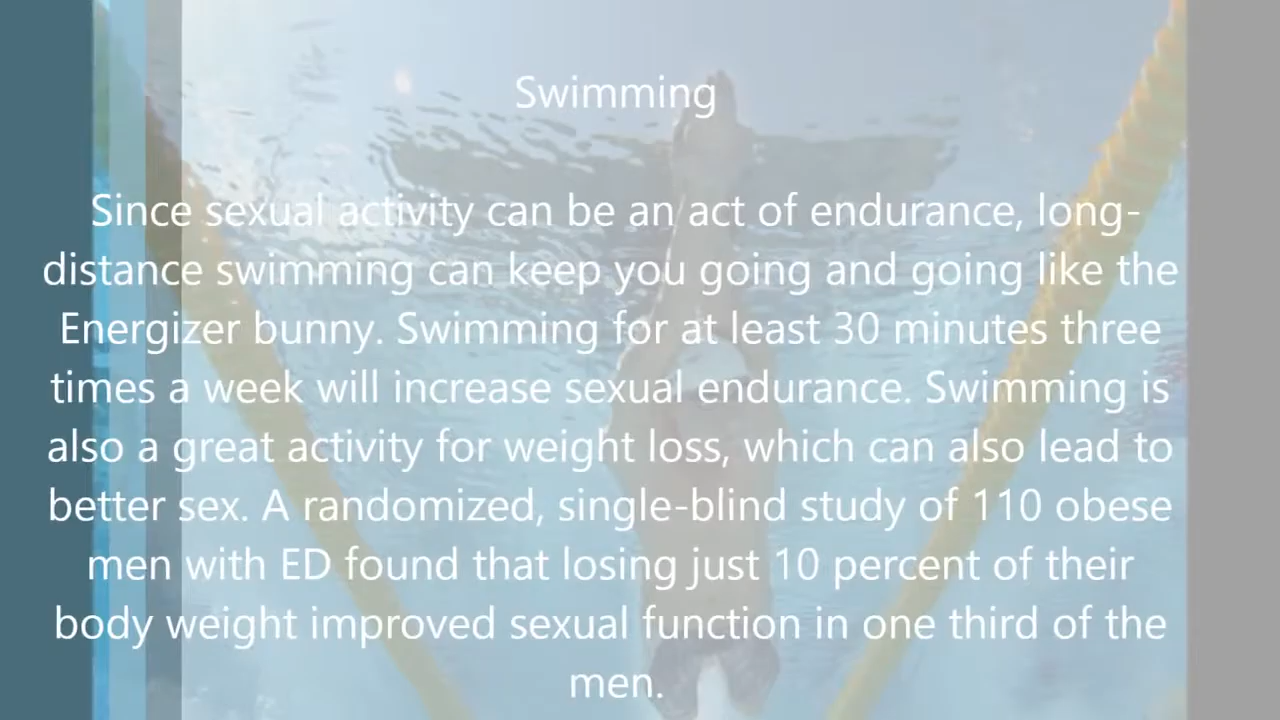 Swimming
Since sexual activity can be an act of endurance, long-
distance swimming can keep you going and going like the
Energizer bunny. Swimming for at least 30 minutes three
times a week will increase sexual endurance. Swimming is
also a great activity for weight loss, which can also lead to
better sex. A randomized, single-blind study of 110 obese
men with ED found that losing just 10 percent of their
body weight improved sexual function in one third of the
men.